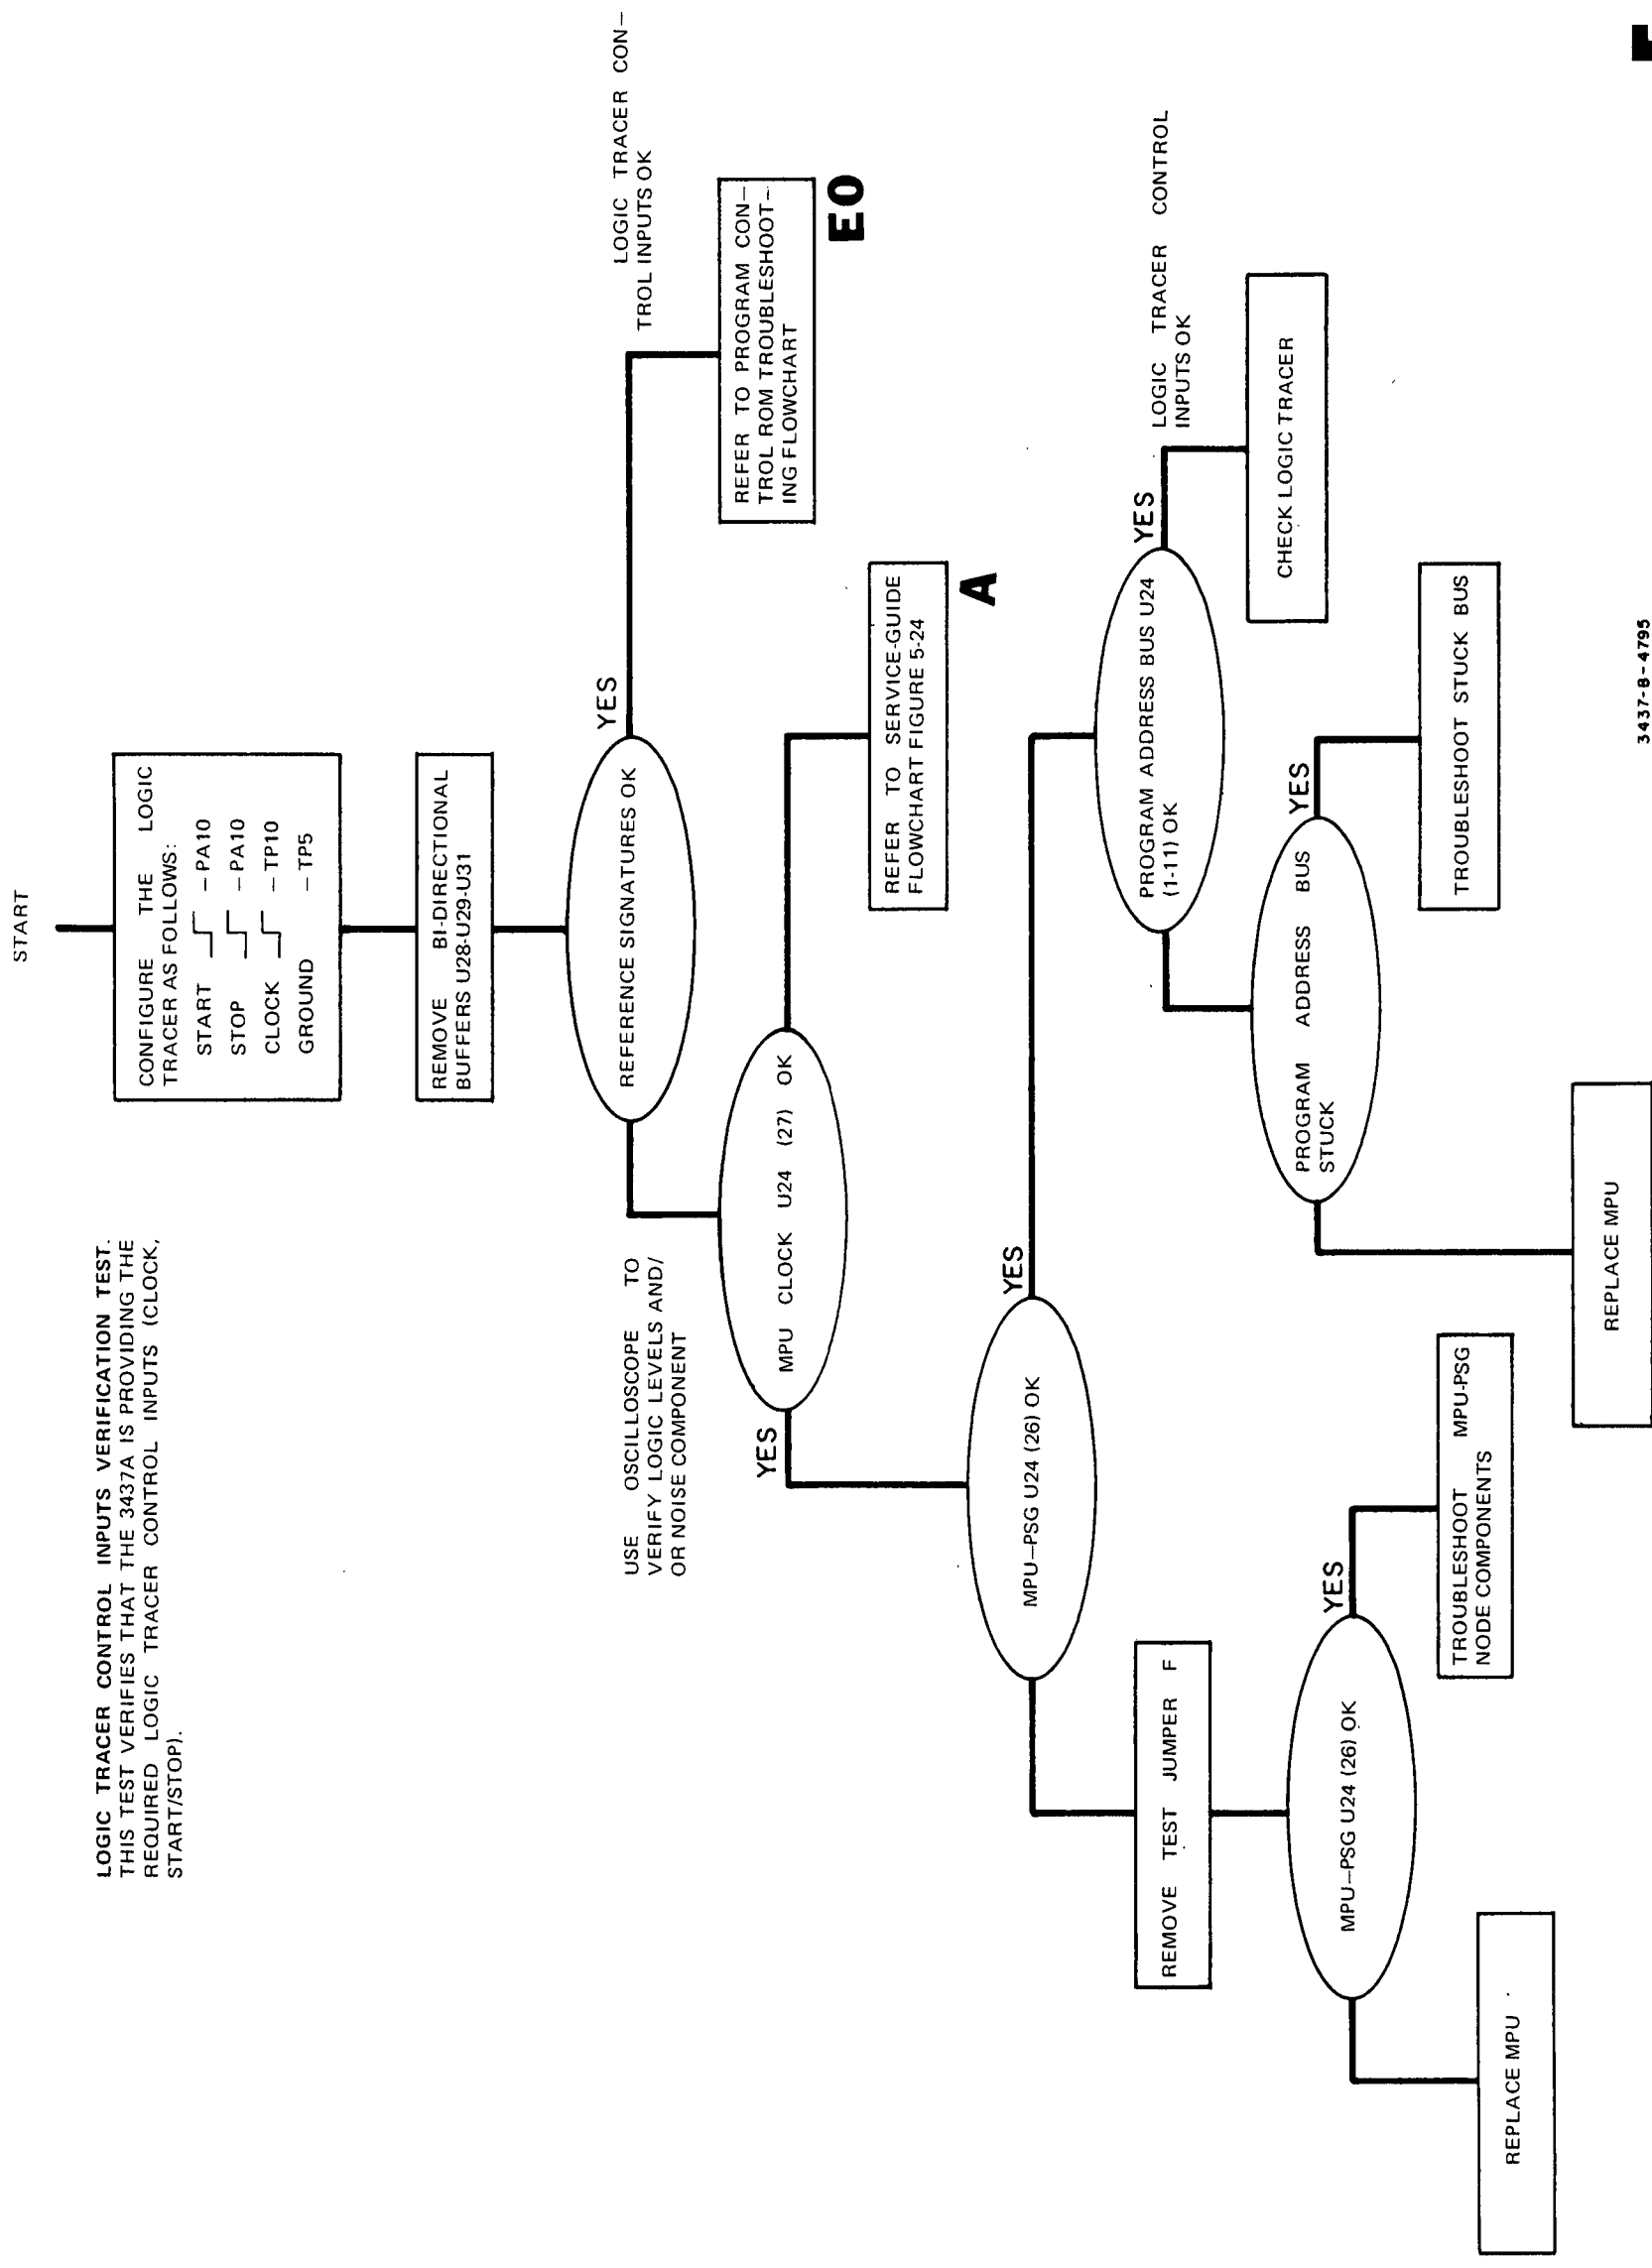 START
LOGIC TRACER CONTROL INPUTS VERIFICATION TEST.
THIS TEST VERIFIES THAT THE 3437A IS PROVIDING THE
REQUIRED LOGIC TRACER CONTROL INPUTS (CLOCK,
START/STOP).
CONFIGURE THE LOGIC
TRACER AS FOLLOWS:
START – PA10
STOP – PA10
CLOCK – TP10
GROUND – TP5
REMOVE BI-DIRECTIONAL
BUFFERS U28-U29-U31
REFERENCE SIGNATURES OK
YES
LOGIC TRACER CON–
TROL INPUTS OK
REFER TO PROGRAM CON–
TROL ROM TROUBLESHOOT–
ING FLOWCHART
EO
USE OSCILLOSCOPE TO
VERIFY LOGIC LEVELS AND/
OR NOISE COMPONENT
MPU CLOCK U24 (27) OK
YES
REFER TO SERVICE-GUIDE
FLOWCHART FIGURE 5-24
A
MPU–PSG U24 (26) OK
YES
PROGRAM ADDRESS BUS U24
(1-11) OK
YES
LOGIC TRACER CONTROL
INPUTS OK
CHECK LOGIC TRACER
REMOVE TEST JUMPER F
PROGRAM ADDRESS BUS
STUCK
YES
MPU–PSG U24 (26) OK
YES
TROUBLESHOOT MPU-PSG
NODE COMPONENTS
TROUBLESHOOT STUCK BUS
REPLACE MPU
REPLACE MPU
3437-B-4795